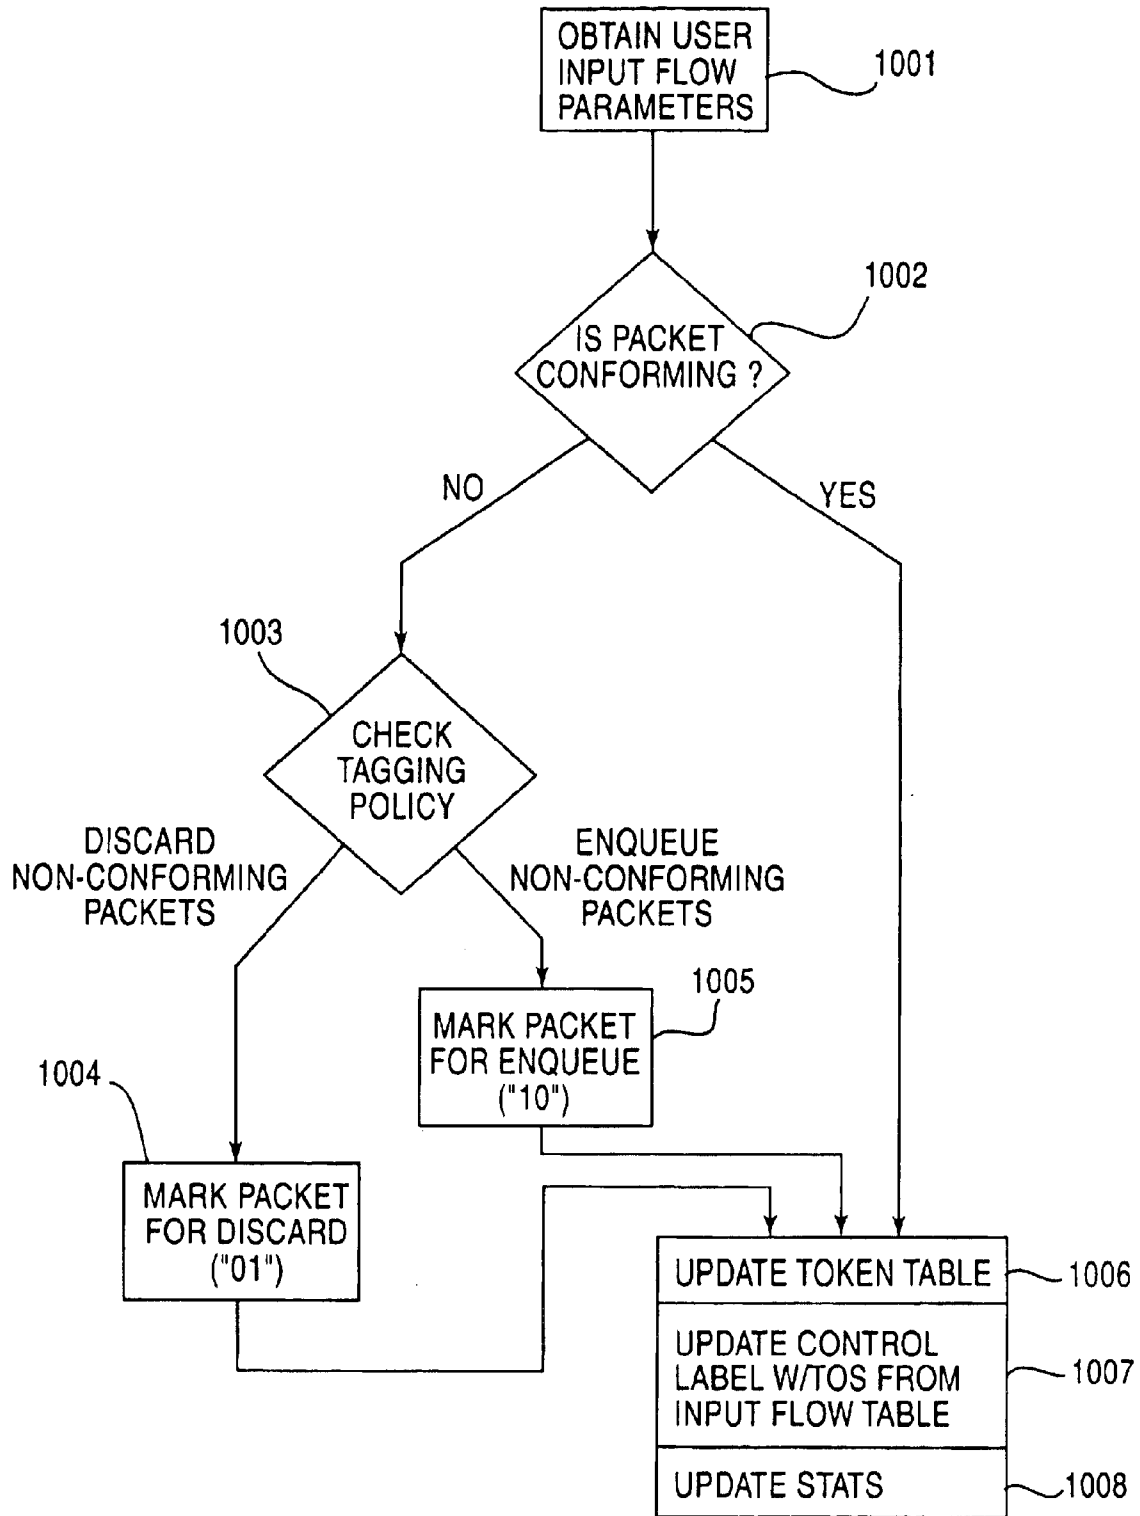 OBTAIN USER
INPUT FLOW
PARAMETERS
1001
1002
IS PACKET
CONFORMING ?
NO
YES
1003
CHECK
TAGGING
POLICY
DISCARD
NON-CONFORMING
PACKETS
ENQUEUE
NON-CONFORMING
PACKETS
1005
MARK PACKET
FOR ENQUEUE
("10")
1004
MARK PACKET
FOR DISCARD
("01")
UPDATE TOKEN TABLE
1006
UPDATE CONTROL
LABEL W/TOS FROM
INPUT FLOW TABLE
1007
UPDATE STATS
1008